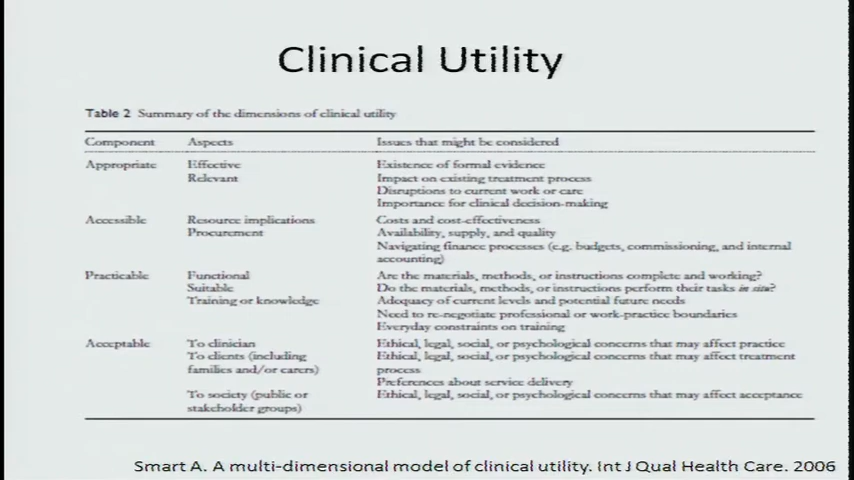 Clinical Utility
Table 2 Summary of the dimensions of clinical utility
Component Aspects Issues that might be considered
Appropriate Effective Existence of formal evidence
Relevant Impact on existing treatment process
Disruptions to current work or care
Importance for clinical decision-making
Accessible Resource implications Costs and cost-effectiveness
Procurement Availability, supply, and quality
Navigating finance processes (e.g. budgets, commissioning, and internal
accounting)
Practicable Functional Are the materials, methods, or instructions complete and working?
Suitable Do the materials, methods, or instructions perform their tasks in situ?
Training or knowledge Adequacy of current levels and potential future needs
Need to re-negotiate professional or work-practice boundaries
Everyday constraints on training
Acceptable To clinician Ethical, legal, social, or psychological concerns that may affect practice
To clients (including Ethical, legal, social, or psychological concerns that may affect treatment
families and/or carers) process
Preferences about service delivery
To society (public or Ethical, legal, social, or psychological concerns that may affect acceptance
stakeholder groups)
Smart A. A multi-dimensional model of clinical utility. Int J Qual Health Care. 2006